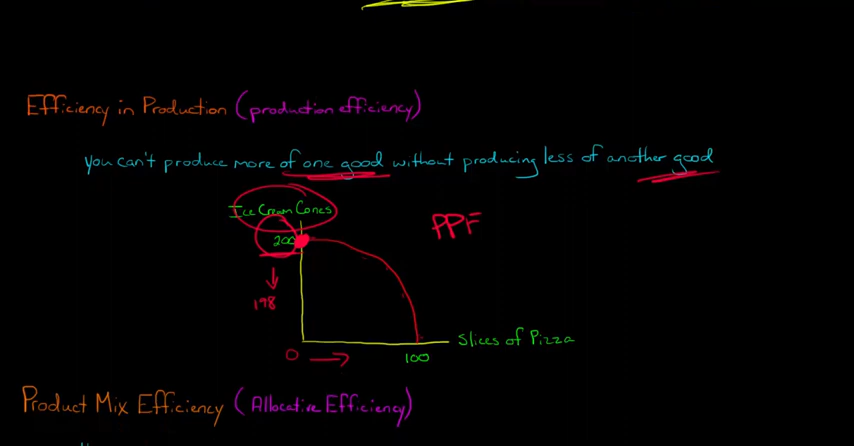 Efficiency in Production (production efficiency)
you can't produce more of one good without producing less of another good
Ice Cream Cones
PPF
200
198
Slices of Pizza
0
100
Product Mix Efficiency (Allocative Efficiency)